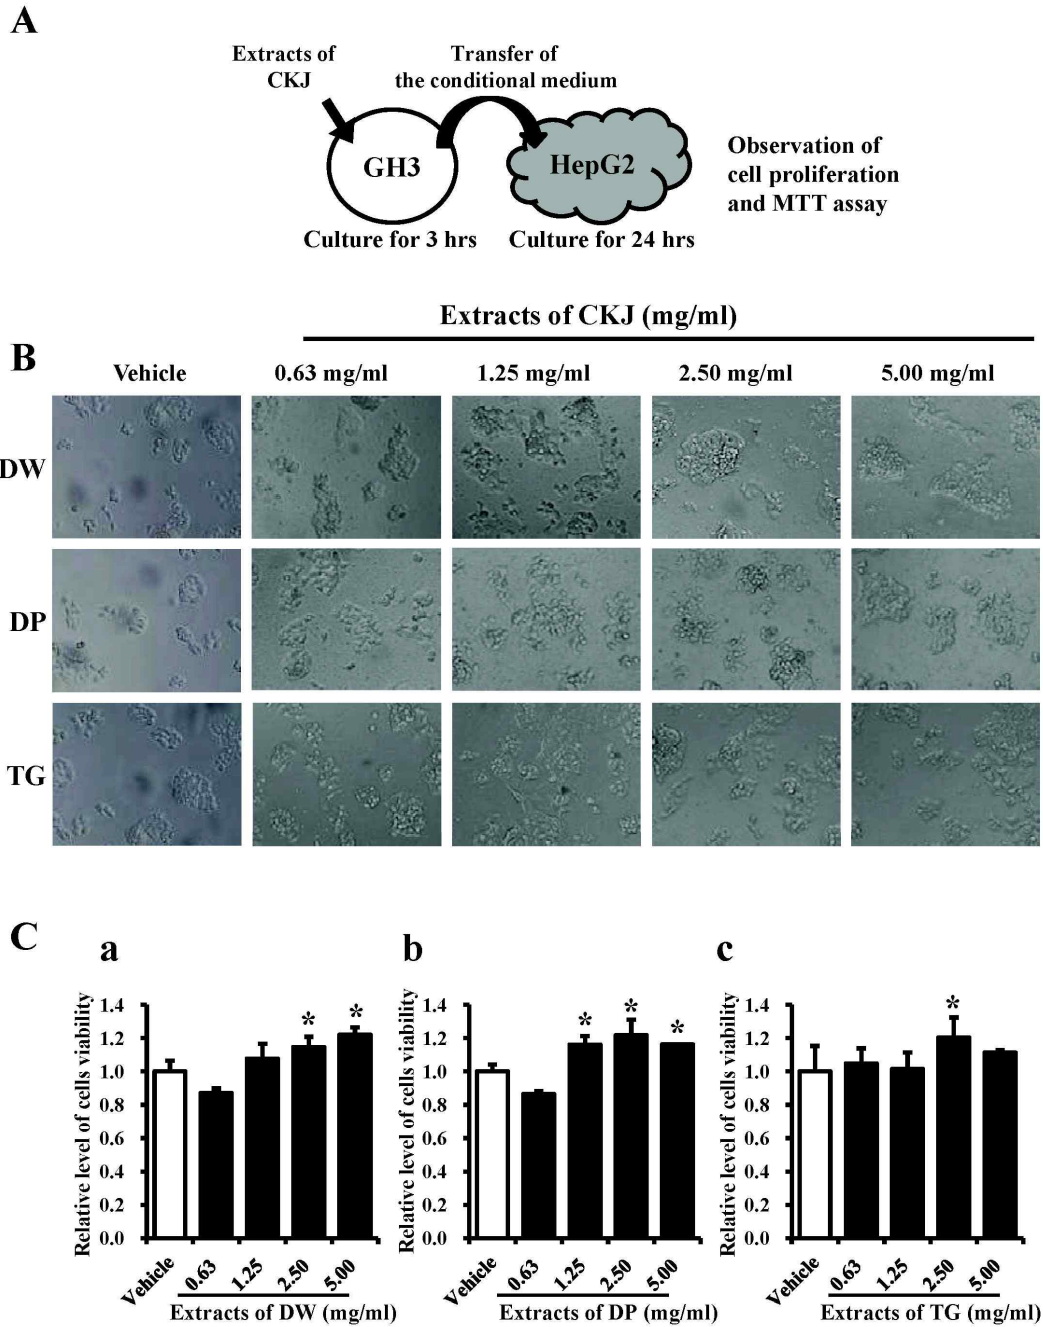 A
Extracts of
CKJ
Transfer of
the conditional medium
GH3
HepG2
Observation of
cell proliferation
and MTT assay
Culture for 3 hrs
Culture for 24 hrs
Extracts of CKJ (mg/ml)
B
Vehicle
0.63 mg/ml
1.25 mg/ml
2.50 mg/ml
5.00 mg/ml
DW
DP
TG
C
a
Relative level of cells viability
1.4
1.2
1.0
0.8
0.6
0.4
0.2
0.0
*
*
Vehicle
0.63
1.25
2.50
5.00
Extracts of DW (mg/ml)
b
Relative level of cells viability
1.4
1.2
1.0
0.8
0.6
0.4
0.2
0.0
*
*
*
Vehicle
0.63
1.25
2.50
5.00
Extracts of DP (mg/ml)
c
Relative level of cells viability
1.4
1.2
1.0
0.8
0.6
0.4
0.2
0.0
*
Vehicle
0.63
1.25
2.50
5.00
Extracts of TG (mg/ml)